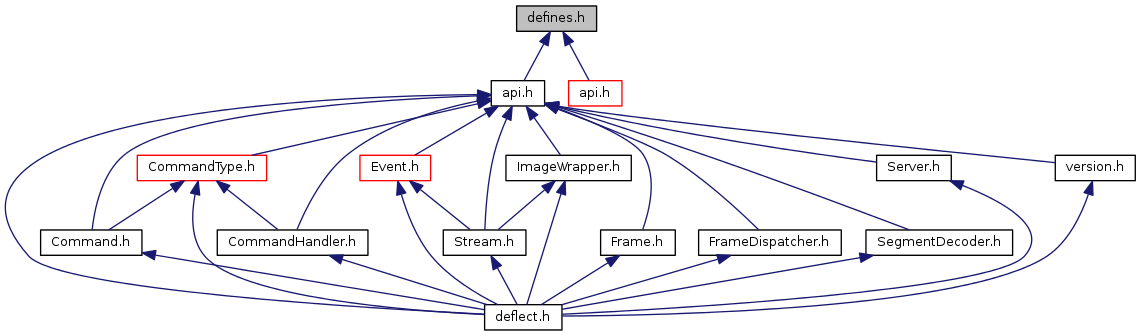 defines.h
api.h
api.h
CommandType.h
Event.h
ImageWrapper.h
Server.h
version.h
Command.h
CommandHandler.h
Stream.h
Frame.h
FrameDispatcher.h
SegmentDecoder.h
deflect.h